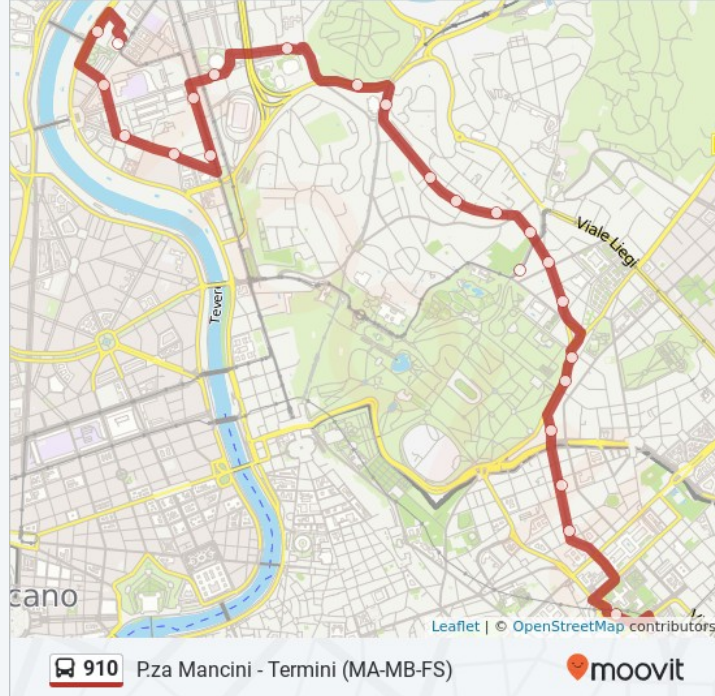 Viale Liegi
Tevere
cano
Leaflet | © OpenStreetMap contributors
910 P.za Mancini - Termini (MA-MB-FS)
moovit